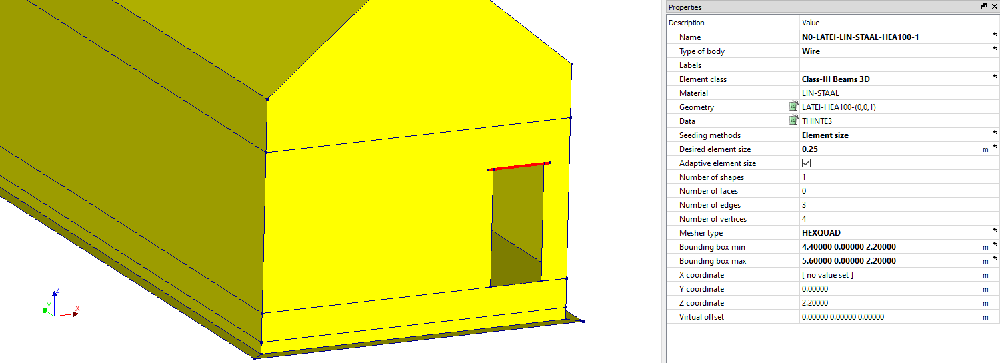 Properties
Description Value
Name N0-LATEI-LIN-STAAL-HEA100-1
Type of body Wire
Labels
Element class Class-III Beams 3D
Material LIN-STAAL
Geometry LATEI-HEA100-(0,0,1)
Data THINTE3
Seeding methods Element size
Desired element size 0.25 m
Adaptive element size
Number of shapes 1
Number of faces 0
Number of edges 3
Number of vertices 4
Mesher type HEXQUAD
Bounding box min 4.40000 0.00000 2.20000 m
Bounding box max 5.60000 0.00000 2.20000 m
X coordinate [ no value set ] m
Y coordinate 0.00000 m
Z coordinate 2.20000 m
Virtual offset 0.00000 0.00000 0.00000 m
Z
Y
X